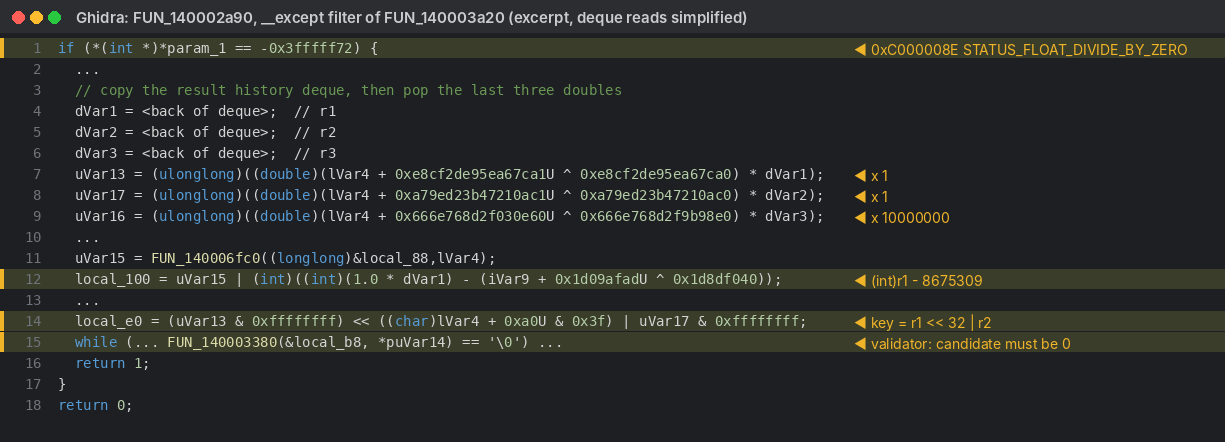 Ghidra: FUN_140002a90, __except filter of FUN_140003a20 (excerpt, deque reads simplified)
1 if (*(int *)*param_1 == -0x3fffff72) { ◀ 0xC000008E STATUS_FLOAT_DIVIDE_BY_ZERO
2 ...
3 // copy the result history deque, then pop the last three doubles
4 dVar1 = <back of deque>; // r1
5 dVar2 = <back of deque>; // r2
6 dVar3 = <back of deque>; // r3
7 uVar13 = (ulonglong)((double)(lVar4 + 0xe8cf2de95ea67ca1U ^ 0xe8cf2de95ea67ca0) * dVar1); ◀ x 1
8 uVar17 = (ulonglong)((double)(lVar4 + 0xa79ed23b47210ac1U ^ 0xa79ed23b47210ac0) * dVar2); ◀ x 1
9 uVar16 = (ulonglong)((double)(lVar4 + 0x666e768d2f030e60U ^ 0x666e768d2f9b98e0) * dVar3); ◀ x 10000000
10 ...
11 uVar15 = FUN_140006fc0((longlong)&local_88,lVar4);
12 local_100 = uVar15 | (int)((int)(1.0 * dVar1) - (iVar9 + 0x1d09afadU ^ 0x1d8df040)); ◀ (int)r1 - 8675309
13 ...
14 local_e0 = (uVar13 & 0xffffffff) << ((char)lVar4 + 0xa0U & 0x3f) | uVar17 & 0xffffffff; ◀ key = r1 << 32 | r2
15 while (... FUN_140003380(&local_b8, *puVar14) == '\0') ... ◀ validator: candidate must be 0
16 return 1;
17 }
18 return 0;